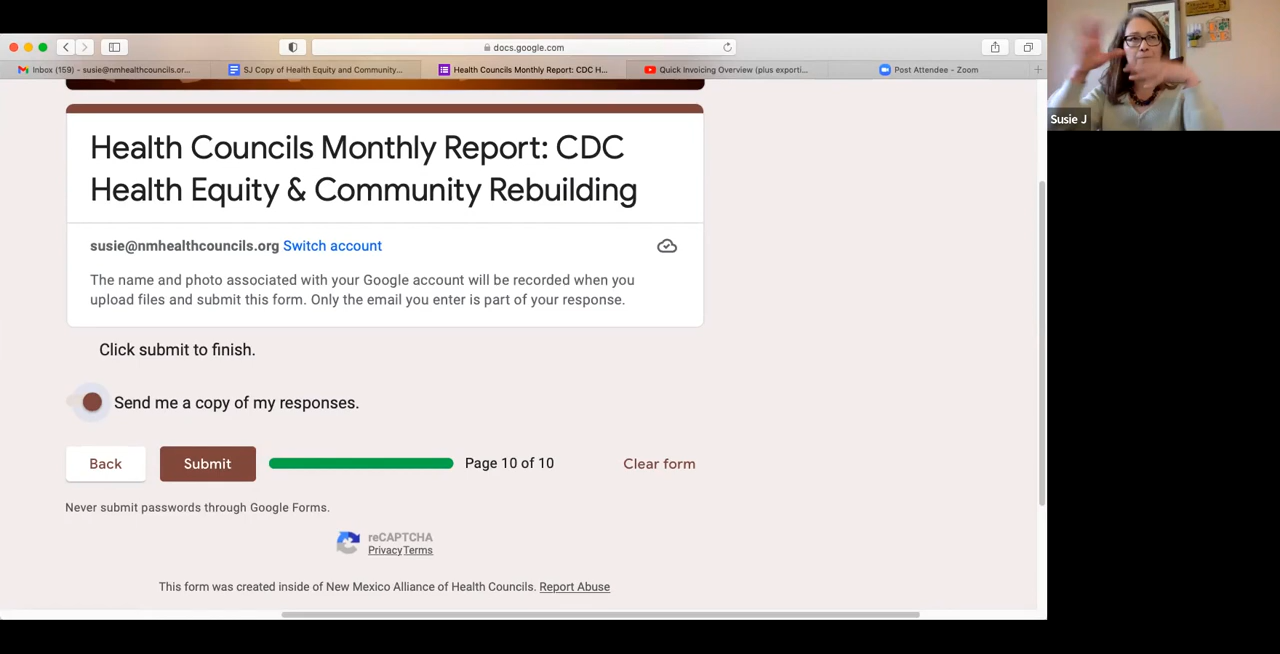 docs.google.com
Inbox (159) - susie@nmhealthcouncils.or...
SJ Copy of Health Equity and Community...
Health Councils Monthly Report: CDC H...
Quick Invoicing Overview (plus exporti...
Post Attendee - Zoom
Susie J
Health Councils Monthly Report: CDC
Health Equity & Community Rebuilding
susie@nmhealthcouncils.org Switch account
The name and photo associated with your Google account will be recorded when you
upload files and submit this form. Only the email you enter is part of your response.
Click submit to finish.
Send me a copy of my responses.
Back Submit Page 10 of 10 Clear form
Never submit passwords through Google Forms.
reCAPTCHA
PrivacyTerms
This form was created inside of New Mexico Alliance of Health Councils. Report Abuse